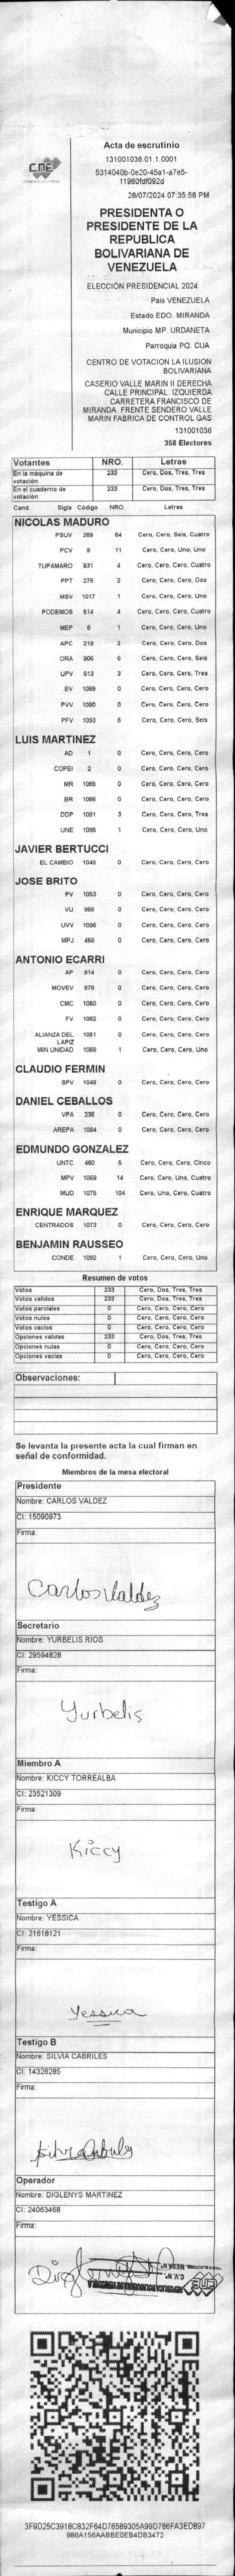 CNE
Acta de escrutinio
131001036.01.1.0001
5314040b-0e20-45a1-a7e5-
11960fdf092d
28/07/2024 07:35:58 PM
PRESIDENTA O
PRESIDENTE DE LA
REPUBLICA
BOLIVARIANA DE
VENEZUELA
ELECCIÓN PRESIDENCIAL 2024
Pais VENEZUELA
Estado EDO. MIRANDA
Municipio MP. URDANETA
Parroquia PQ. CUA
CENTRO DE VOTACION LA ILUSION
BOLIVARIANA
CASERIO VALLE MARIN II DERECHA
CALLE PRINCIPAL. IZQUIERDA
CARRETERA FRANCISCO DE
MIRANDA. FRENTE SENDERO VALLE
MARIN FABRICA DE CONTROL GAS
131001036
358 Electores
Votantes NRO. Letras
En la máquina de votación 233 Cero, Dos, Tres, Tres
En el cuaderno de votación 233 Cero, Dos, Tres, Tres
Cand. Sigla Código NRO. Letras
NICOLAS MADURO
PSUV 269 64 Cero, Cero, Seis, Cuatro
PCV 9 11 Cero, Cero, Uno, Uno
TUPAMARO 931 4 Cero, Cero, Cero, Cuatro
PPT 276 2 Cero, Cero, Cero, Dos
MSV 1017 1 Cero, Cero, Cero, Uno
PODEMOS 514 4 Cero, Cero, Cero, Cuatro
MEP 6 1 Cero, Cero, Cero, Uno
APC 219 2 Cero, Cero, Cero, Dos
ORA 906 6 Cero, Cero, Cero, Seis
UPV 513 3 Cero, Cero, Cero, Tres
EV 1089 0 Cero, Cero, Cero, Cero
PVV 1090 0 Cero, Cero, Cero, Cero
PFV 1093 6 Cero, Cero, Cero, Seis
LUIS MARTINEZ
AD 1 0 Cero, Cero, Cero, Cero
COPEI 2 0 Cero, Cero, Cero, Cero
MR 1065 0 Cero, Cero, Cero, Cero
BR 1066 0 Cero, Cero, Cero, Cero
DDP 1091 3 Cero, Cero, Cero, Tres
UNE 1095 1 Cero, Cero, Cero, Uno
JAVIER BERTUCCI
EL CAMBIO 1048 0 Cero, Cero, Cero, Cero
JOSE BRITO
PV 1053 0 Cero, Cero, Cero, Cero
VU 868 0 Cero, Cero, Cero, Cero
UVV 1096 0 Cero, Cero, Cero, Cero
MPJ 458 0 Cero, Cero, Cero, Cero
ANTONIO ECARRI
AP 814 0 Cero, Cero, Cero, Cero
MOVEV 878 0 Cero, Cero, Cero, Cero
CMC 1060 0 Cero, Cero, Cero, Cero
FV 1062 0 Cero, Cero, Cero, Cero
ALIANZA DEL LAPIZ 1051 0 Cero, Cero, Cero, Cero
MIN UNIDAD 1068 1 Cero, Cero, Cero, Uno
CLAUDIO FERMIN
SPV 1049 0 Cero, Cero, Cero, Cero
DANIEL CEBALLOS
VPA 236 0 Cero, Cero, Cero, Cero
AREPA 1094 0 Cero, Cero, Cero, Cero
EDMUNDO GONZALEZ
UNTC 460 5 Cero, Cero, Cero, Cinco
MPV 1069 14 Cero, Cero, Uno, Cuatro
MUD 1075 104 Cero, Uno, Cero, Cuatro
ENRIQUE MARQUEZ
CENTRADOS 1073 0 Cero, Cero, Cero, Cero
BENJAMIN RAUSSEO
CONDE 1092 1 Cero, Cero, Cero, Uno
Resumen de votos
Votos 233 Cero, Dos, Tres, Tres
Votos validos 233 Cero, Dos, Tres, Tres
Votos parciales 0 Cero, Cero, Cero, Cero
Votos nulos 0 Cero, Cero, Cero, Cero
Votos vacios 0 Cero, Cero, Cero, Cero
Opciones validas 233 Cero, Dos, Tres, Tres
Opciones nulas 0 Cero, Cero, Cero, Cero
Opciones vacias 0 Cero, Cero, Cero, Cero
Observaciones:
Se levanta la presente acta la cual firman en
señal de conformidad.
Miembros de la mesa electoral
Presidente
Nombre: CARLOS VALDEZ
CI: 15090973
Firma:
Carlos Valdez
Secretario
Nombre: YURBELIS RIOS
CI: 29594828
Firma:
Yurbelis
Miembro A
Nombre: KICCY TORREALBA
CI: 23521309
Firma:
Kiccy
Testigo A
Nombre: YESSICA
CI: 21618121
Firma:
Yessica
Testigo B
Nombre: SILVIA CABRILES
CI: 14326285
Firma:
Silvia Cabriles
Operador
Nombre: DIGLENYS MARTINEZ
CI: 24063468
Firma:
CNE
3F9D25C3918C832F64D76589305A99D786FA3ED897
986A156AABBE0EB4DB3472